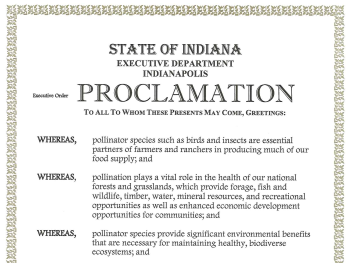 STATE OF INDIANA
EXECUTIVE DEPARTMENT
INDIANAPOLIS
Executive Order PROCLAMATION
TO ALL TO WHOM THESE PRESENTS MAY COME, GREETINGS:
WHEREAS, pollinator species such as birds and insects are essential
partners of farmers and ranchers in producing much of our
food supply; and
WHEREAS, pollination plays a vital role in the health of our national
forests and grasslands, which provide forage, fish and
wildlife, timber, water, mineral resources, and recreational
opportunities as well as enhanced economic development
opportunities for communities; and
WHEREAS, pollinator species provide significant environmental benefits
that are necessary for maintaining healthy, biodiverse
ecosystems; and